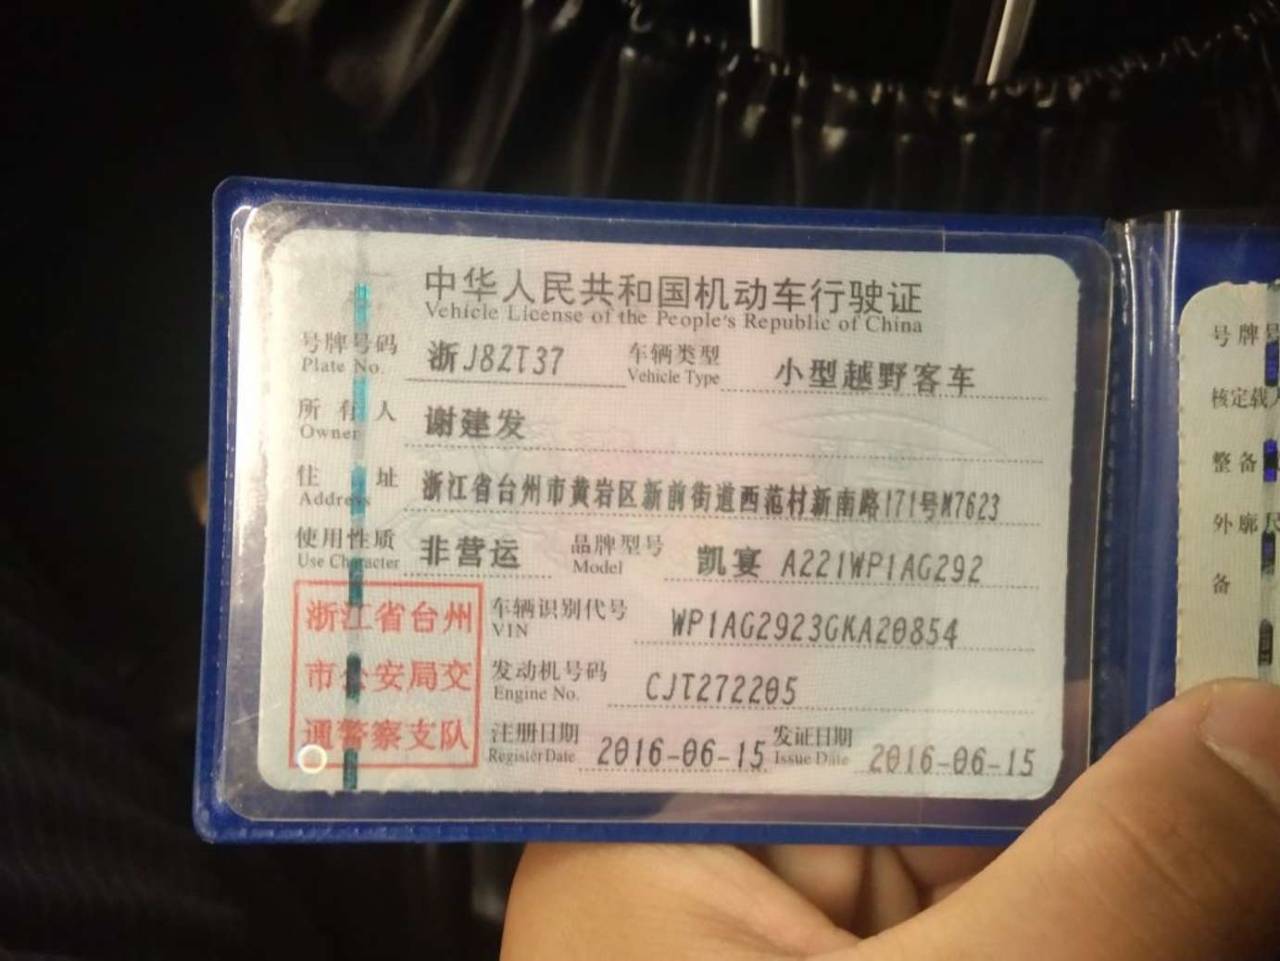 中华人民共和国机动车行驶证
Vehicle License of the People's Republic of China
号牌号码 浙J8ZT37 车辆类型 小型越野客车
Plate No. Vehicle Type
所有人 谢建发
Owner
住址 浙江省台州市黄岩区新前街道西范村新南路171号M7623
Address
使用性质 非营运 品牌型号 凯宴 A221WP1AG292
Use Character Model
浙江省台州
市公安局交
通警察支队
车辆识别代号 WP1AG2923GKA20854
VIN
发动机号码 CJT272205
Engine No.
注册日期 2016-06-15 发证日期 2016-06-15
Register Date Issue Date
号牌
核定载
整备
外廓
备